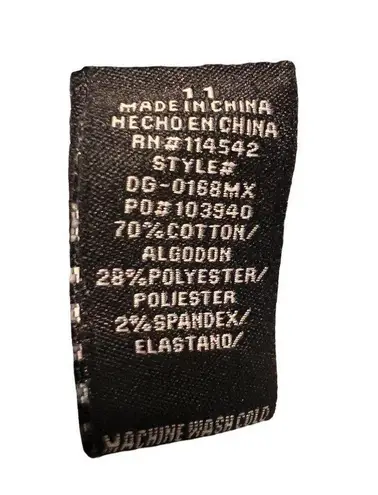 11
MADE IN CHINA
HECHO EN CHINA
RN#114542
STYLE#
DG-0168MX
PO#103940
70%COTTON/
ALGODON
28%POLYESTER/
POLIESTER
2%SPANDEX/
ELASTANO/
MACHINE WASH COLD